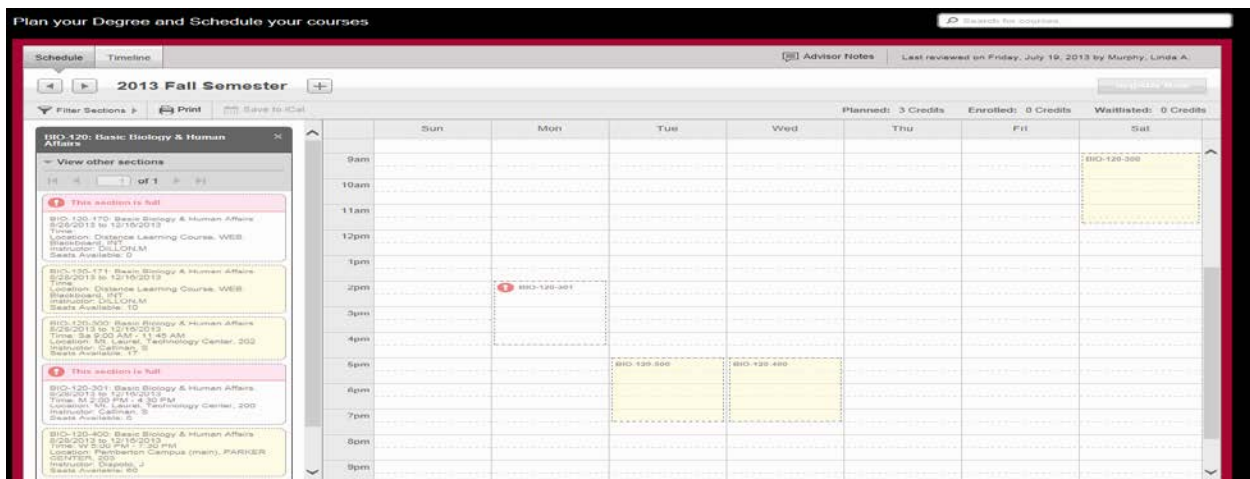 Plan your Degree and Schedule your courses
Search for courses
Schedule
Timeline
Advisor Notes
Last reviewed on Friday, July 19, 2013 by Murphy, Linda A.
2013 Fall Semester
Filter Sections
Print
Save to iCal
Planned: 3 Credits
Enrolled: 0 Credits
Waitlisted: 0 Credits
BIO-120: Basic Biology & Human
Affairs
View other sections
1 of 1
This section is full
BIO-120-170: Basic Biology & Human Affairs
8/28/2013 to 12/16/2013
Time:
Location: Distance Learning Course, WEB
Blackboard, INT
Instructor: DILLON,M
Seats Available: 0
BIO-120-171: Basic Biology & Human Affairs
8/28/2013 to 12/16/2013
Time:
Location: Distance Learning Course, WEB
Blackboard, INT
Instructor: DILLON,M
Seats Available: 10
BIO-120-300: Basic Biology & Human Affairs
8/28/2013 to 12/16/2013
Time: Sa 9:00 AM - 11:45 AM
Location: Mt. Laurel, Technology Center, 202
Instructor: Callinan, S
Seats Available: 17
This section is full
BIO-120-301: Basic Biology & Human Affairs
8/28/2013 to 12/16/2013
Time: M 2:00 PM - 4:30 PM
Location: Mt. Laurel, Technology Center, 200
Instructor: Callinan, S
Seats Available: 0
BIO-120-400: Basic Biology & Human Affairs
8/28/2013 to 12/16/2013
Time: W 5:00 PM - 7:30 PM
Location: Pemberton Campus (main), PARKER
CENTER, 203
Instructor: J
Seats Available: 60
Sun
Mon
Tue
Wed
Thu
Fri
Sat
9am
10am
11am
12pm
1pm
2pm
3pm
4pm
5pm
6pm
7pm
8pm
9pm
BIO-120-300
BIO-120-301
BIO-120-500
BIO-120-400